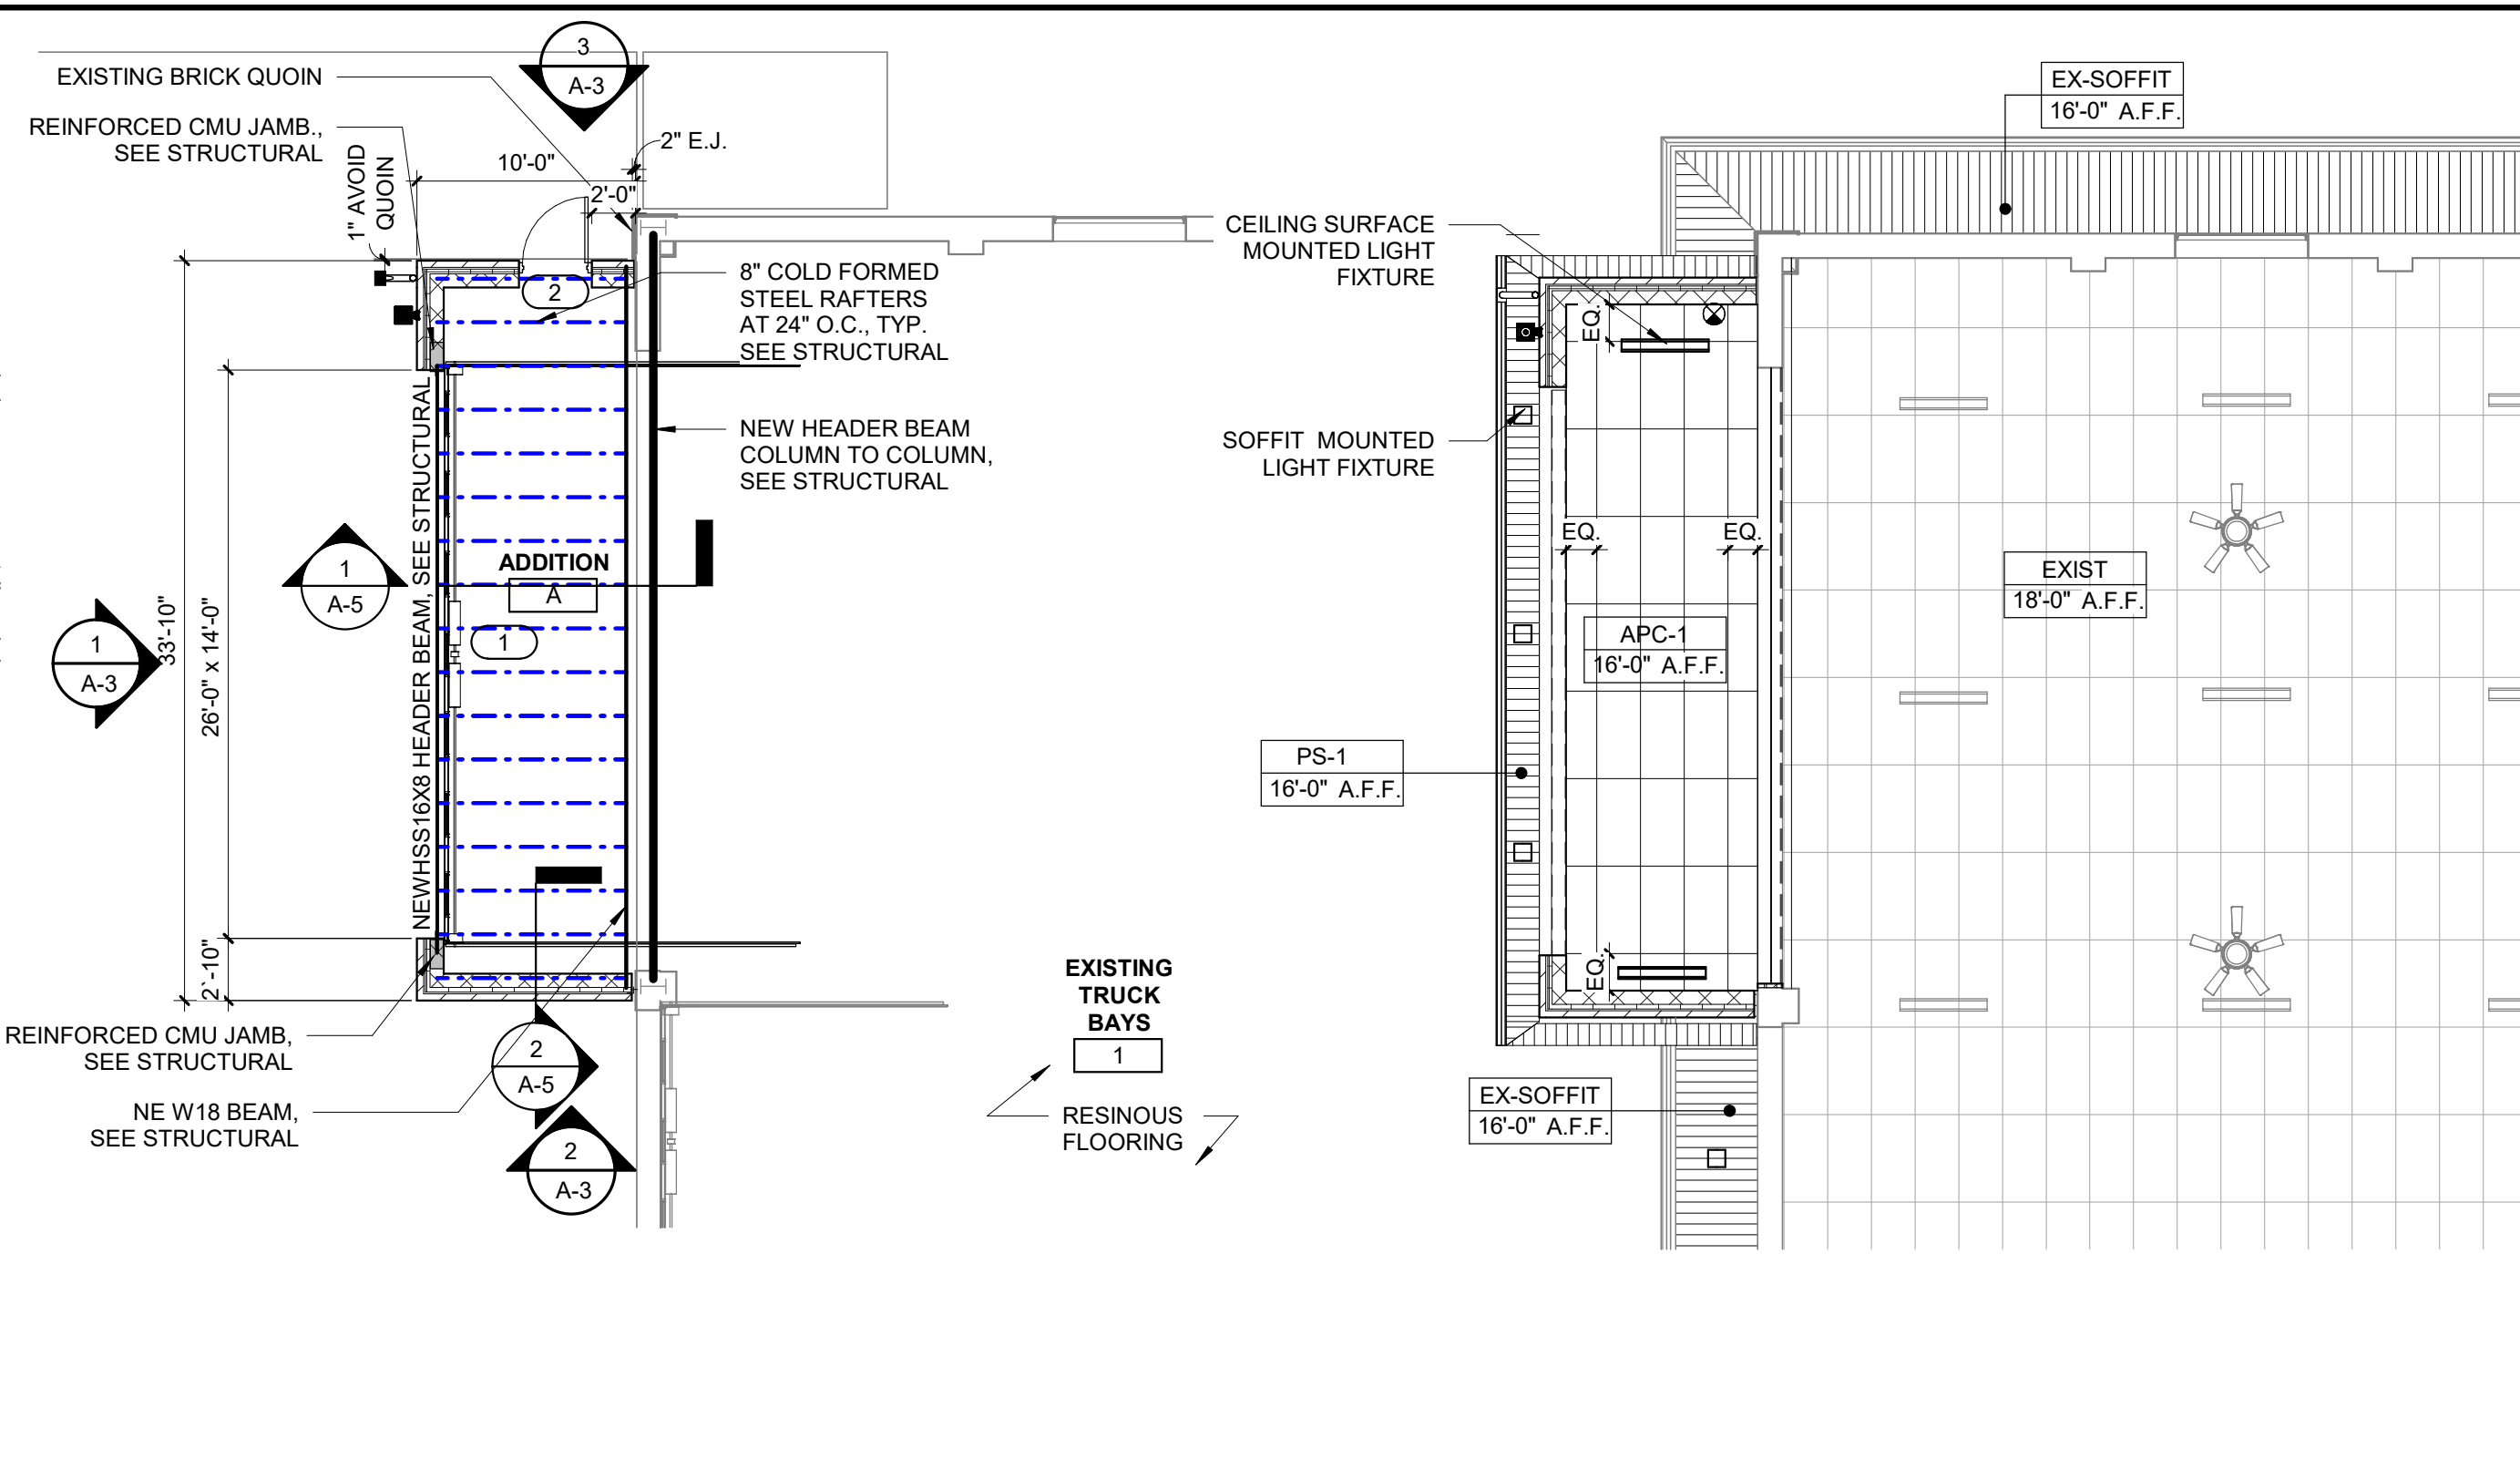 3
A-3
EXISTING BRICK QUOIN
REINFORCED CMU JAMB.,
SEE STRUCTURAL
1" AVOID
QUOIN
10'-0"
2" E.J.
2'-0"
8" COLD FORMED
STEEL RAFTERS
AT 24" O.C., TYP.
SEE STRUCTURAL
2
NEW HEADER BEAM
COLUMN TO COLUMN,
SEE STRUCTURAL
NEWHSS16X8 HEADER BEAM, SEE STRUCTURAL
1
A-5
ADDITION
A
1
1
A-3
33'-10"
26'-0" x 14'-0"
2`-10"
REINFORCED CMU JAMB,
SEE STRUCTURAL
NE W18 BEAM,
SEE STRUCTURAL
2
A-5
2
A-3
EXISTING
TRUCK
BAYS
1
RESINOUS
FLOORING
EX-SOFFIT
16'-0" A.F.F.
CEILING SURFACE
MOUNTED LIGHT
FIXTURE
EQ.
SOFFIT MOUNTED
LIGHT FIXTURE
EQ.
EQ.
EXIST
18'-0" A.F.F.
APC-1
16'-0" A.F.F.
PS-1
16'-0" A.F.F.
EQ.
EX-SOFFIT
16'-0" A.F.F.